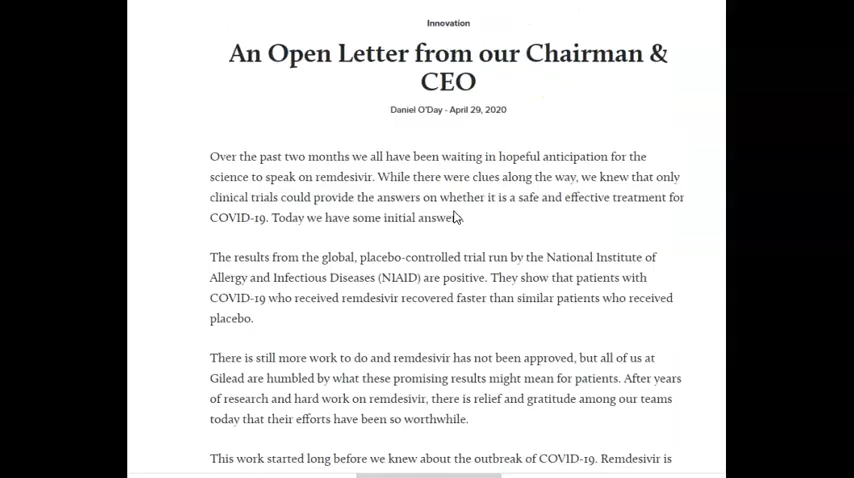 Innovation
An Open Letter from our Chairman &
CEO
Daniel O'Day - April 29, 2020
Over the past two months we all have been waiting in hopeful anticipation for the
science to speak on remdesivir. While there were clues along the way, we knew that only
clinical trials could provide the answers on whether it is a safe and effective treatment for
COVID-19. Today we have some initial answers.
The results from the global, placebo-controlled trial run by the National Institute of
Allergy and Infectious Diseases (NIAID) are positive. They show that patients with
COVID-19 who received remdesivir recovered faster than similar patients who received
placebo.
There is still more work to do and remdesivir has not been approved, but all of us at
Gilead are humbled by what these promising results might mean for patients. After years
of research and hard work on remdesivir, there is relief and gratitude among our teams
today that their efforts have been so worthwhile.
This work started long before we knew about the outbreak of COVID-19. Remdesivir is